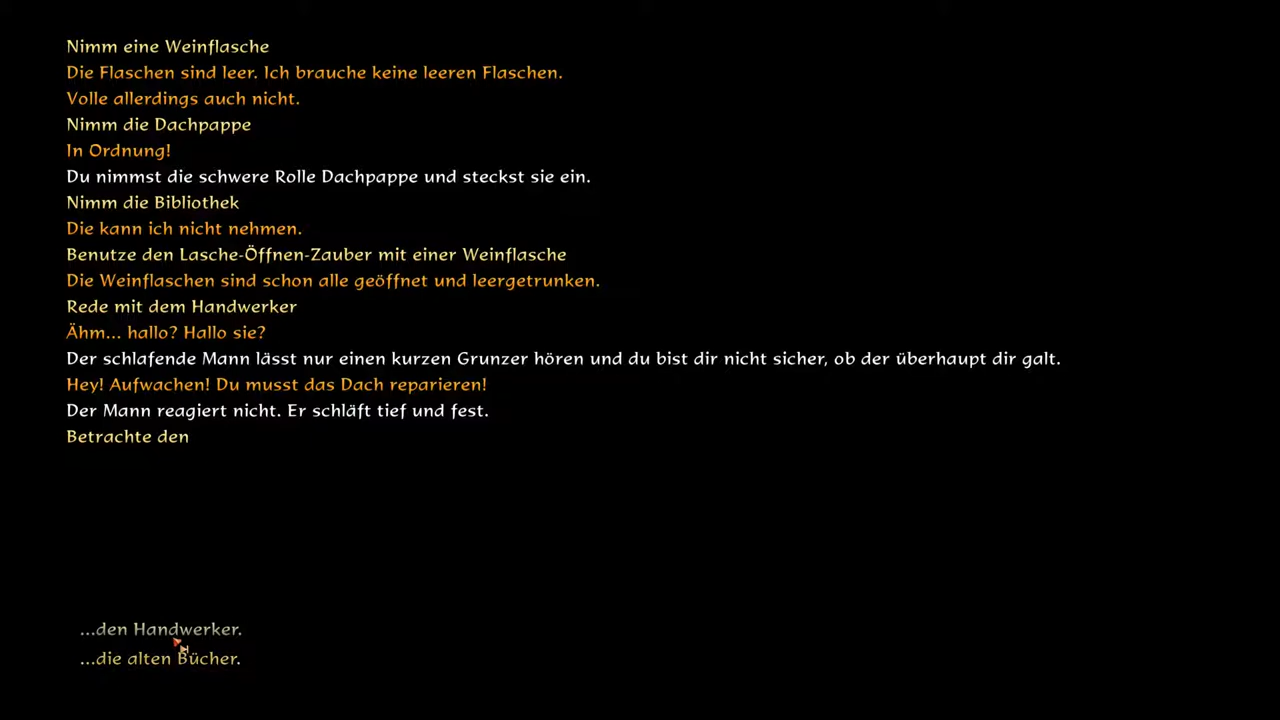 Nimm eine Weinflasche
Die Flaschen sind leer. Ich brauche keine leeren Flaschen.
Volle allerdings auch nicht.
Nimm die Dachpappe
In Ordnung!
Du nimmst die schwere Rolle Dachpappe und steckst sie ein.
Nimm die Bibliothek
Die kann ich nicht nehmen.
Benutze den Lasche-Öffnen-Zauber mit einer Weinflasche
Die Weinflaschen sind schon alle geöffnet und leergetrunken.
Rede mit dem Handwerker
Ähm... hallo? Hallo sie?
Der schlafende Mann lässt nur einen kurzen Grunzer hören und du bist dir nicht sicher, ob der überhaupt dir galt.
Hey! Aufwachen! Du musst das Dach reparieren!
Der Mann reagiert nicht. Er schläft tief und fest.
Betrachte den
...den Handwerker.
...die alten Bücher.